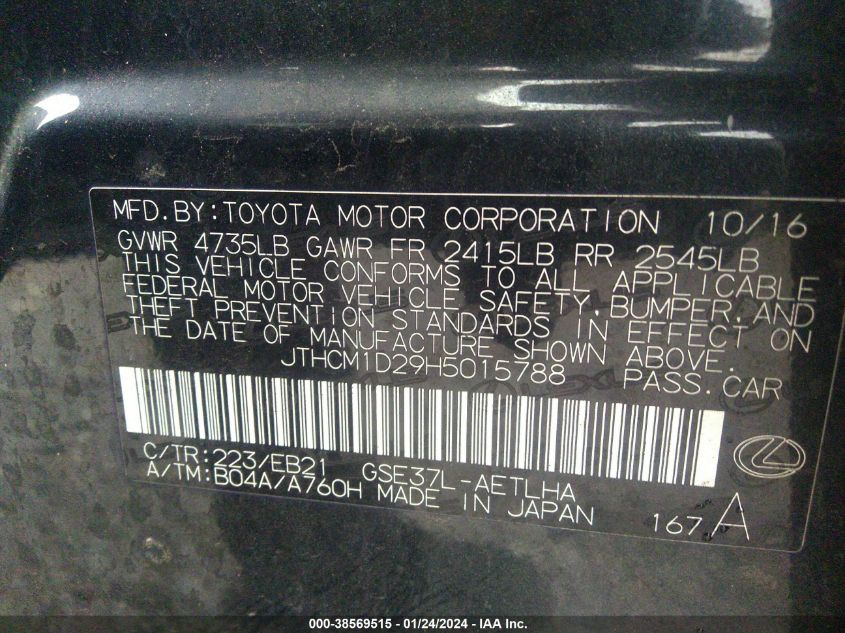 MFD.BY:TOYOTA MOTOR CORPORATION 10/16
GVWR 4735LB GAWR FR 2415LB RR 2545LB
THIS VEHICLE CONFORMS TO ALL APPLICABLE
FEDERAL MOTOR VEHICLE SAFETY,BUMPER,AND
THEFT PREVENTION STANDARDS IN EFFECT ON
THE DATE OF MANUFACTURE SHOWN ABOVE.
JTHCM1D29H5015788 PASS.CAR
C/TR:223/EB21 GSE37L-AETLHA
A/TM:B04A/A760H MADE IN JAPAN
167 A
000-38569515 - 01/24/2024 - IAA Inc.